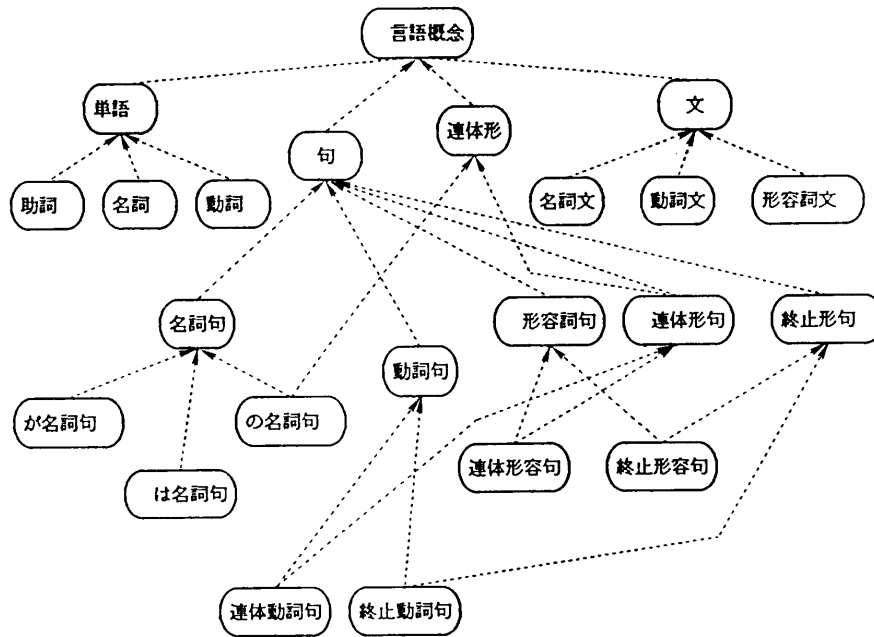 言語概念
単語
句
連体形
文
助詞
名詞
動詞
名詞文
動詞文
形容詞文
名詞句
動詞句
形容詞句
連体形句
終止形句
が名詞句
は名詞句
の名詞句
連体形容句
終止形容句
連体動詞句
終止動詞句